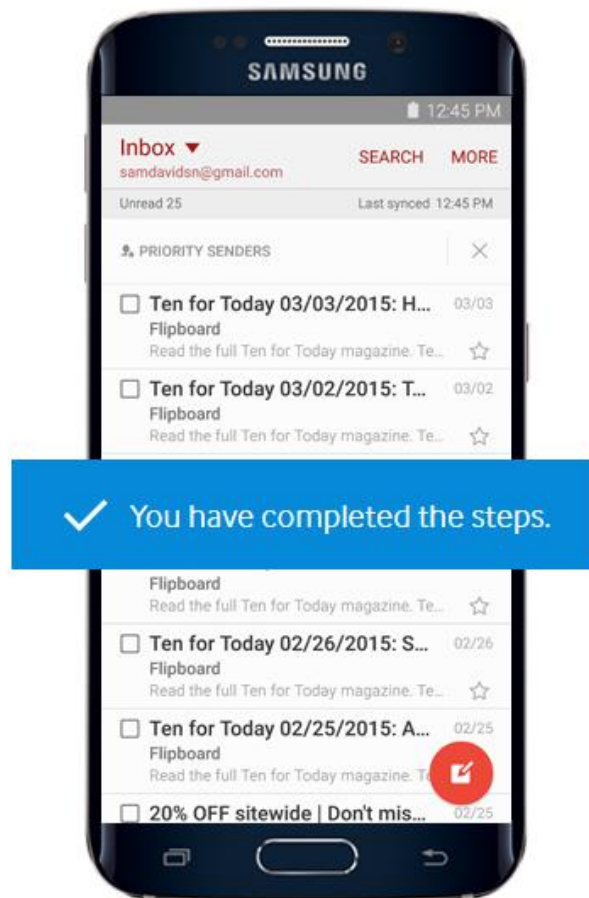 SAMSUNG
12:45 PM
Inbox
SEARCH MORE
samdavidsn@gmail.com
Unread 25 Last synced 12:45 PM
PRIORITY SENDERS
Ten for Today 03/03/2015: H... 03/03
Flipboard
Read the full Ten for Today magazine. Te...
Ten for Today 03/02/2015: T... 03/02
Flipboard
Read the full Ten for Today magazine. Te...
You have completed the steps.
Flipboard
Read the full Ten for Today magazine. Te...
Ten for Today 02/26/2015: S... 02/26
Flipboard
Read the full Ten for Today magazine. Te...
Ten for Today 02/25/2015: A... 02/25
Flipboard
Read the full Ten for Today magazine. Te
20% OFF sitewide | Don't mis... 02/25